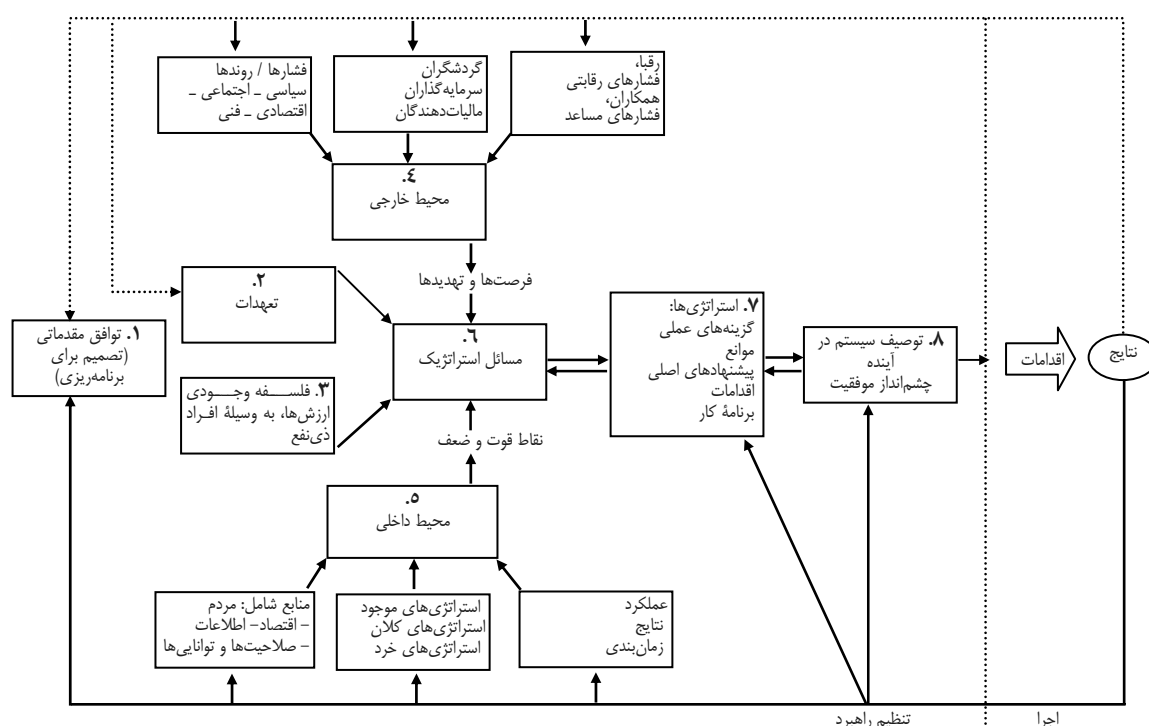 فشارها / روندها
سیاسی ـ اجتماعی ـ
اقتصادی ـ فنی
گردشگران
سرمایه‌گذاران
مالیات‌دهندگان
رقبا،
فشارهای رقابتی
همکاران،
فشارهای مساعد
۴.
محیط خارجی
فرصت‌ها و تهدیدها
۲.
تعهدات
۱. توافق مقدماتی
(تصمیم برای
برنامه‌ریزی)
۳. فلسفه وجودی
ارزش‌ها، به وسیلۀ افراد
ذی‌نفع
۶.
مسائل استراتژیک
۷. استراتژی‌ها:
گزینه‌های عملی
موانع
پیشنهادهای اصلی
اقدامات
برنامۀ کار
۸. توصیف سیستم در
آینده
چشم‌انداز موفقیت
اقدامات
نتایج
نقاط قوت و ضعف
۵.
محیط داخلی
منابع شامل: مردم
– اقتصاد- اطلاعات
– صلاحیت‌ها و توانایی‌ها
استراتژی‌های موجود
استراتژی‌های کلان
استراتژی‌های خرد
عملکرد
نتایج
زمان‌بندی
تنظیم راهبرد
اجرا